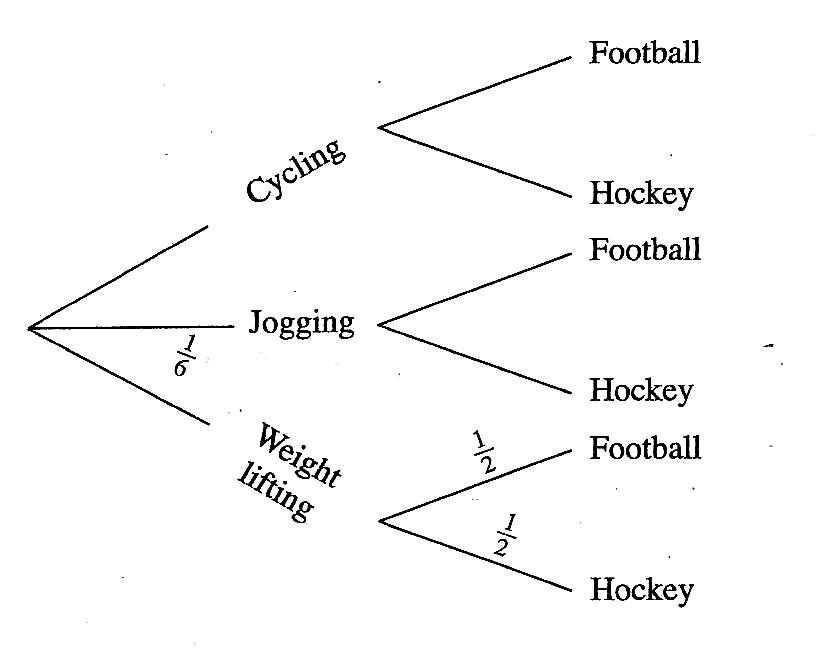 Football
Cycling
Hockey
Football
Jogging
1/6
Hockey
Weight
lifting
1/2
Football
1/2
Hockey